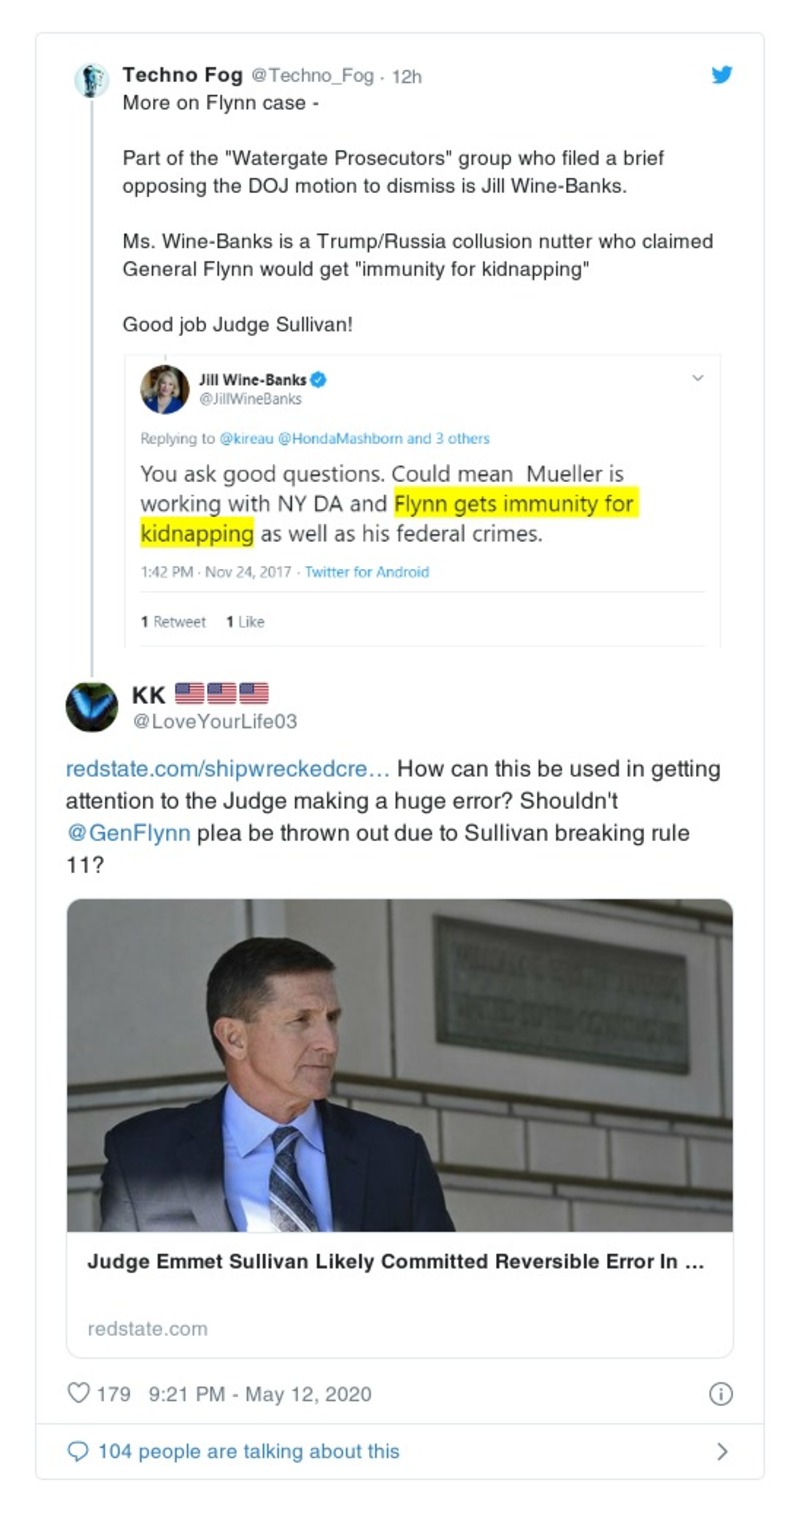 Techno Fog @Techno_Fog · 12h
More on Flynn case -
Part of the "Watergate Prosecutors" group who filed a brief
opposing the DOJ motion to dismiss is Jill Wine-Banks.
Ms. Wine-Banks is a Trump/Russia collusion nutter who claimed
General Flynn would get "immunity for kidnapping"
Good job Judge Sullivan!
Jill Wine-Banks
@JillWineBanks
Replying to @kireau @HondaMashborn and 3 others
You ask good questions. Could mean Mueller is
working with NY DA and Flynn gets immunity for
kidnapping as well as his federal crimes.
1:42 PM · Nov 24, 2017 · Twitter for Android
1 Retweet 1 Like
KK 🇺🇸🇺🇸🇺🇸
@LoveYourLife03
redstate.com/shipwreckedcre… How can this be used in getting
attention to the Judge making a huge error? Shouldn't
@GenFlynn plea be thrown out due to Sullivan breaking rule
11?
Judge Emmet Sullivan Likely Committed Reversible Error In ...
redstate.com
179 9:21 PM - May 12, 2020
104 people are talking about this